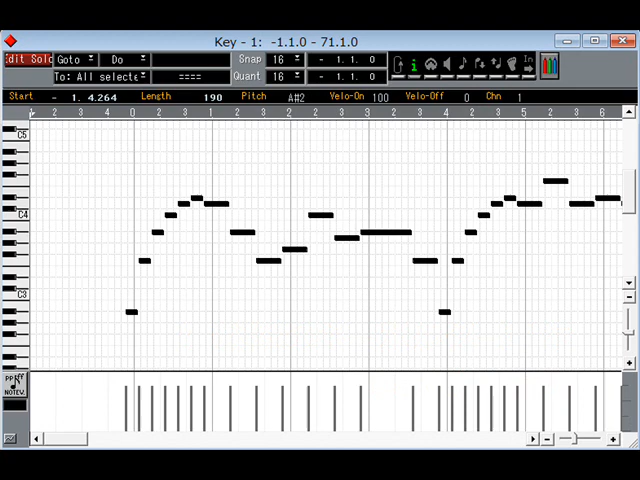 Key - 1: -1.1.0 - 71.1.0
Edit Solo Goto Do Snap 16 - 1. 1. 0
To: All selecte ==== Quant 16 - 1. 1. 0
In
Start - 1. 4.264 Length 190 Pitch A#2 Velo-On 100 Velo-Off 0 Chn 1
2 3 4 0 2 3 1 2 3 2 2 3 3 2 3 4 2 3 5 2 3 6
C5
C4
C3
NOTEV.